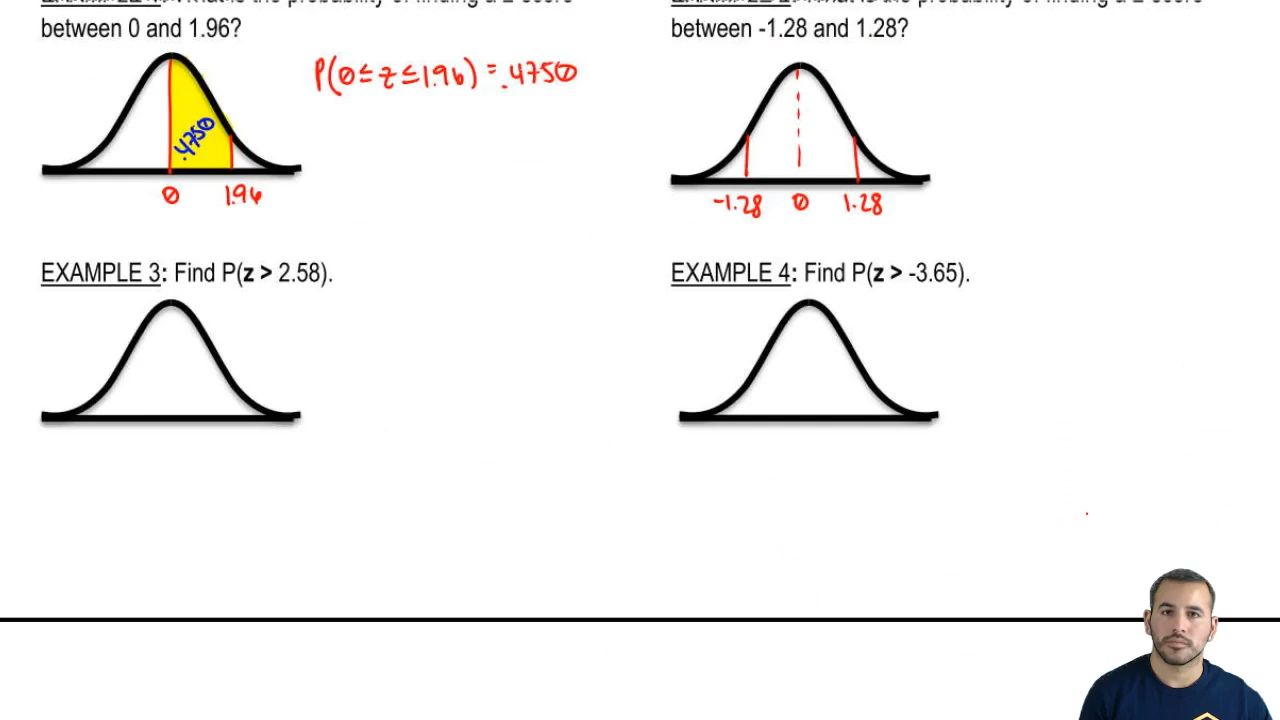 between 0 and 1.96?
P(0 ≤ z ≤ 1.96) = .4750
.4750
0 1.96
between -1.28 and 1.28?
-1.28 0 1.28
EXAMPLE 3: Find P(z > 2.58).
EXAMPLE 4: Find P(z > -3.65).